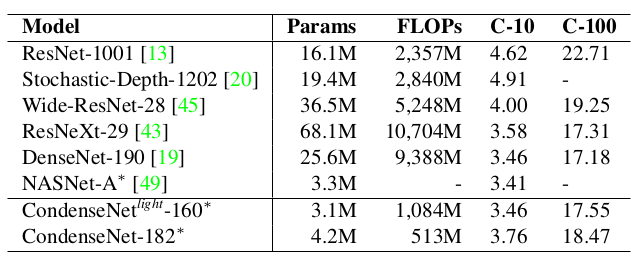 Model Params FLOPs C-10 C-100
ResNet-1001 [13] 16.1M 2,357M 4.62 22.71
Stochastic-Depth-1202 [20] 19.4M 2,840M 4.91 -
Wide-ResNet-28 [45] 36.5M 5,248M 4.00 19.25
ResNeXt-29 [43] 68.1M 10,704M 3.58 17.31
DenseNet-190 [19] 25.6M 9,388M 3.46 17.18
NASNet-A* [49] 3.3M - 3.41 -
CondenseNet^light-160* 3.1M 1,084M 3.46 17.55
CondenseNet-182* 4.2M 513M 3.76 18.47